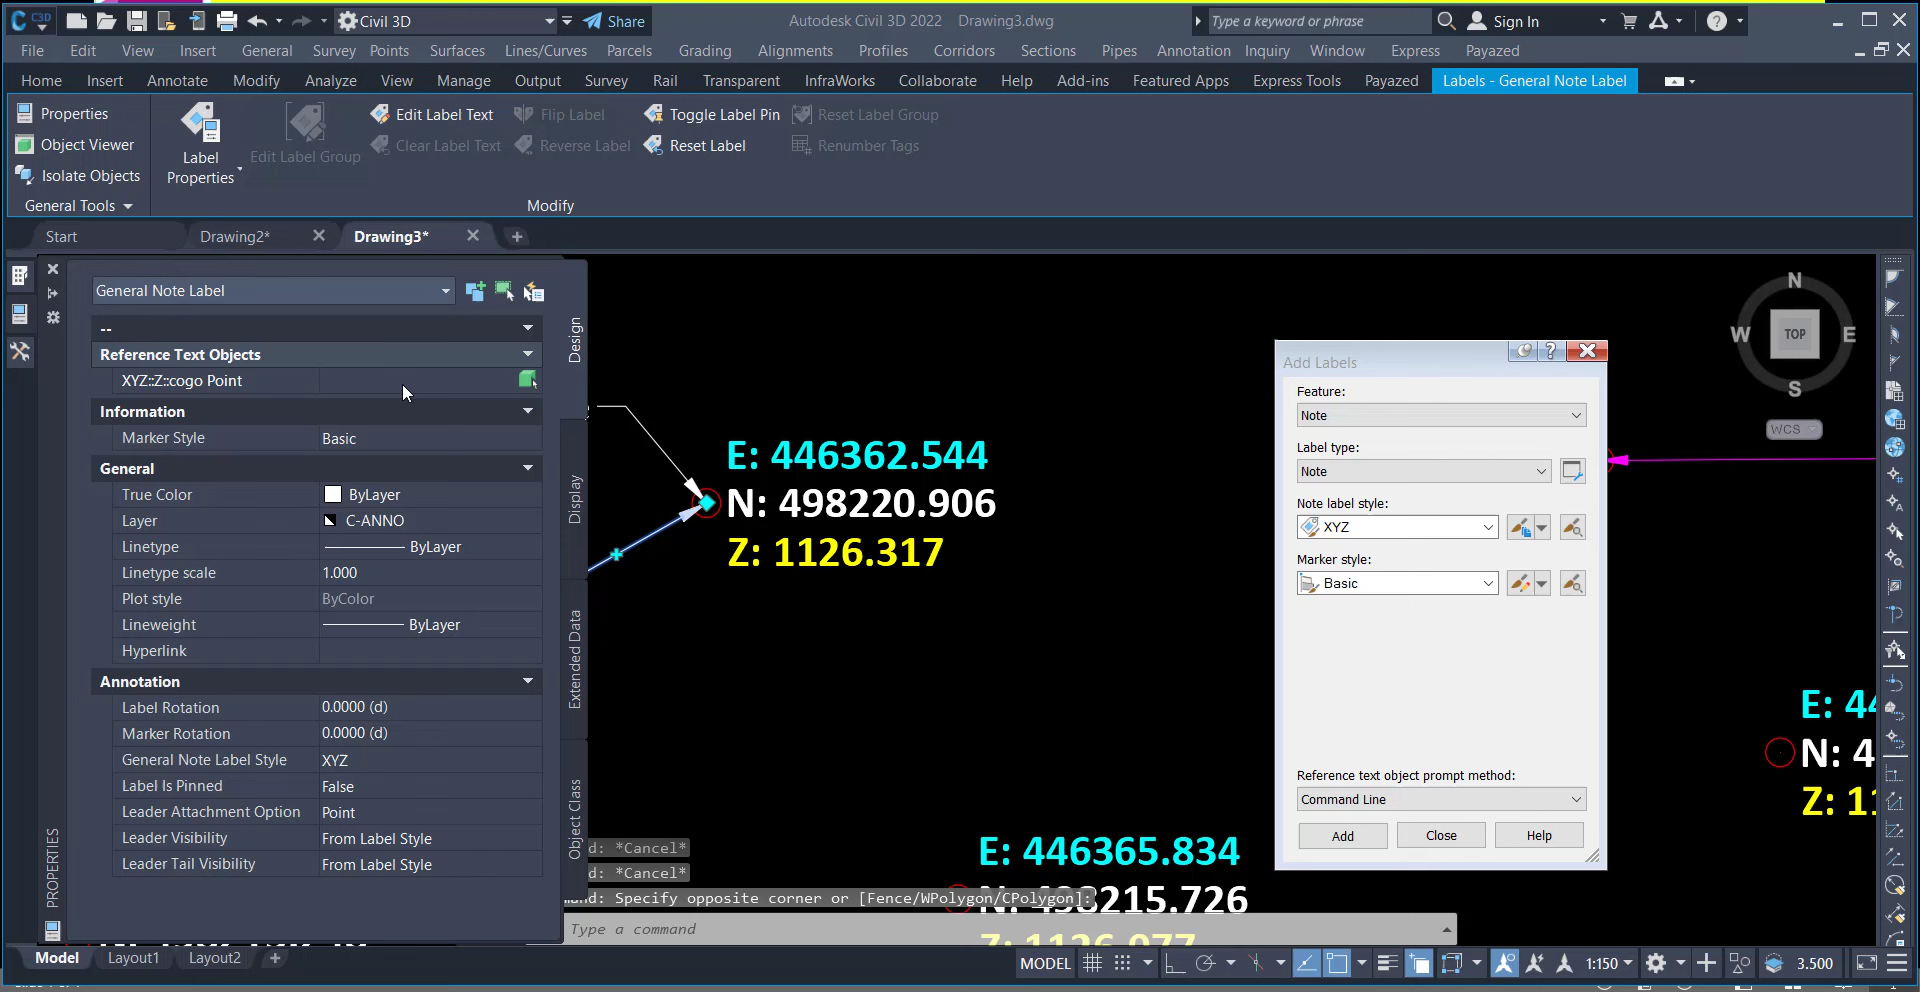 C3D
Civil 3D
Share
Autodesk Civil 3D 2022 Drawing3.dwg
Type a keyword or phrase
Sign In
File Edit View Insert General Survey Points Surfaces Lines/Curves Parcels Grading Alignments Profiles Corridors Sections Pipes Annotation Inquiry Window Express Payazed
Home Insert Annotate Modify Analyze View Manage Output Survey Rail Transparent InfraWorks Collaborate Help Add-ins Featured Apps Express Tools Payazed Labels - General Note Label
Properties
Object Viewer
Isolate Objects
General Tools
Label
Properties
Edit Label Group
Edit Label Text
Clear Label Text
Flip Label
Reverse Label
Toggle Label Pin
Reset Label
Reset Label Group
Renumber Tags
Modify
Start Drawing2* Drawing3*
General Note Label
--
Reference Text Objects
XYZ::Z::cogo Point
Information
Marker Style Basic
General
True Color ByLayer
Layer C-ANNO
Linetype ByLayer
Linetype scale 1.000
Plot style ByColor
Lineweight ByLayer
Hyperlink
Annotation
Label Rotation 0.0000 (d)
Marker Rotation 0.0000 (d)
General Note Label Style XYZ
Label Is Pinned False
Leader Attachment Option Point
Leader Visibility From Label Style
Leader Tail Visibility From Label Style
PROPERTIES
Design
Display
Extended Data
Object Class
E: 446362.544
N: 498220.906
Z: 1126.317
Add Labels
Feature:
Note
Label type:
Note
Note label style:
XYZ
Marker style:
Basic
Reference text object prompt method:
Command Line
Add Close Help
N
W TOP E
S
WCS
E: 44
N: 4
Z: 11
E: 446365.834
N: 498215.726
Z: 1126.077
d: *Cancel*
d: *Cancel*
mand: Specify opposite corner or [Fence/WPolygon/CPolygon]:
Type a command
Model Layout1 Layout2
MODEL 1:150 3.500